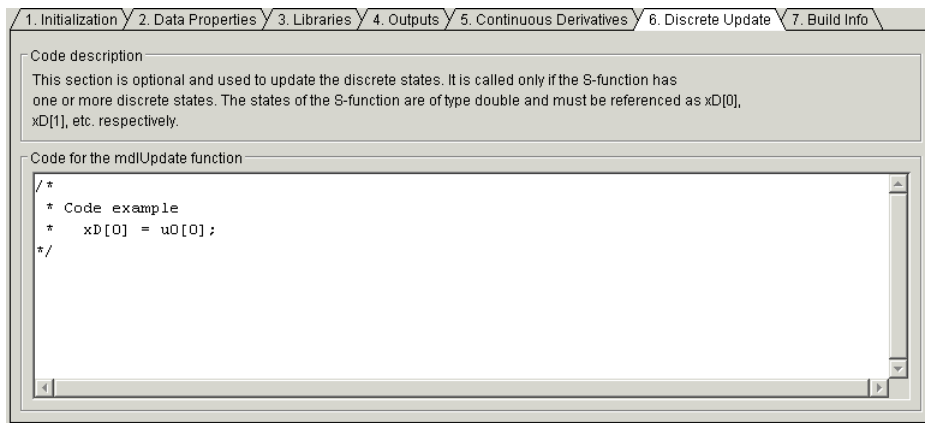 1. Initialization 2. Data Properties 3. Libraries 4. Outputs 5. Continuous Derivatives 6. Discrete Update 7. Build Info
Code description
This section is optional and used to update the discrete states. It is called only if the S-function has
one or more discrete states. The states of the S-function are of type double and must be referenced as xD[0],
xD[1], etc. respectively.
Code for the mdlUpdate function
/*
* Code example
* xD[0] = u0[0];
*/